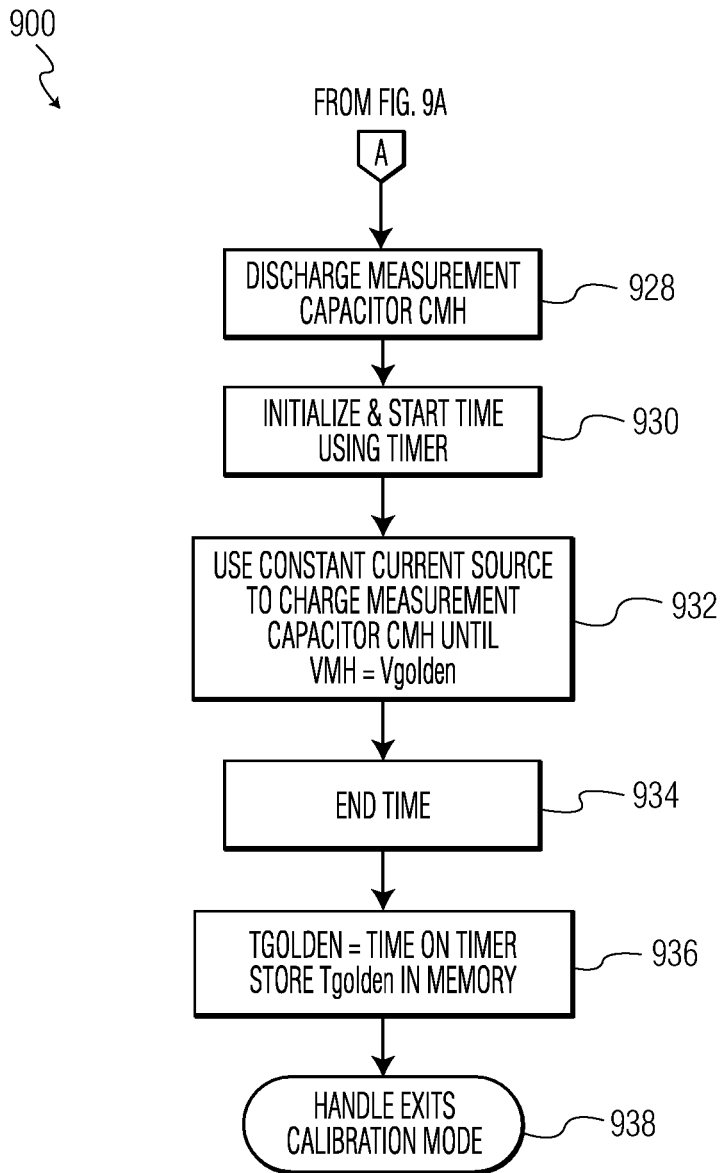 900
FROM FIG. 9A
A
DISCHARGE MEASUREMENT
CAPACITOR CMH
928
INITIALIZE & START TIME
USING TIMER
930
USE CONSTANT CURRENT SOURCE
TO CHARGE MEASUREMENT
CAPACITOR CMH UNTIL
VMH = Vgolden
932
END TIME
934
TGOLDEN = TIME ON TIMER
STORE Tgolden IN MEMORY
936
HANDLE EXITS
CALIBRATION MODE
938